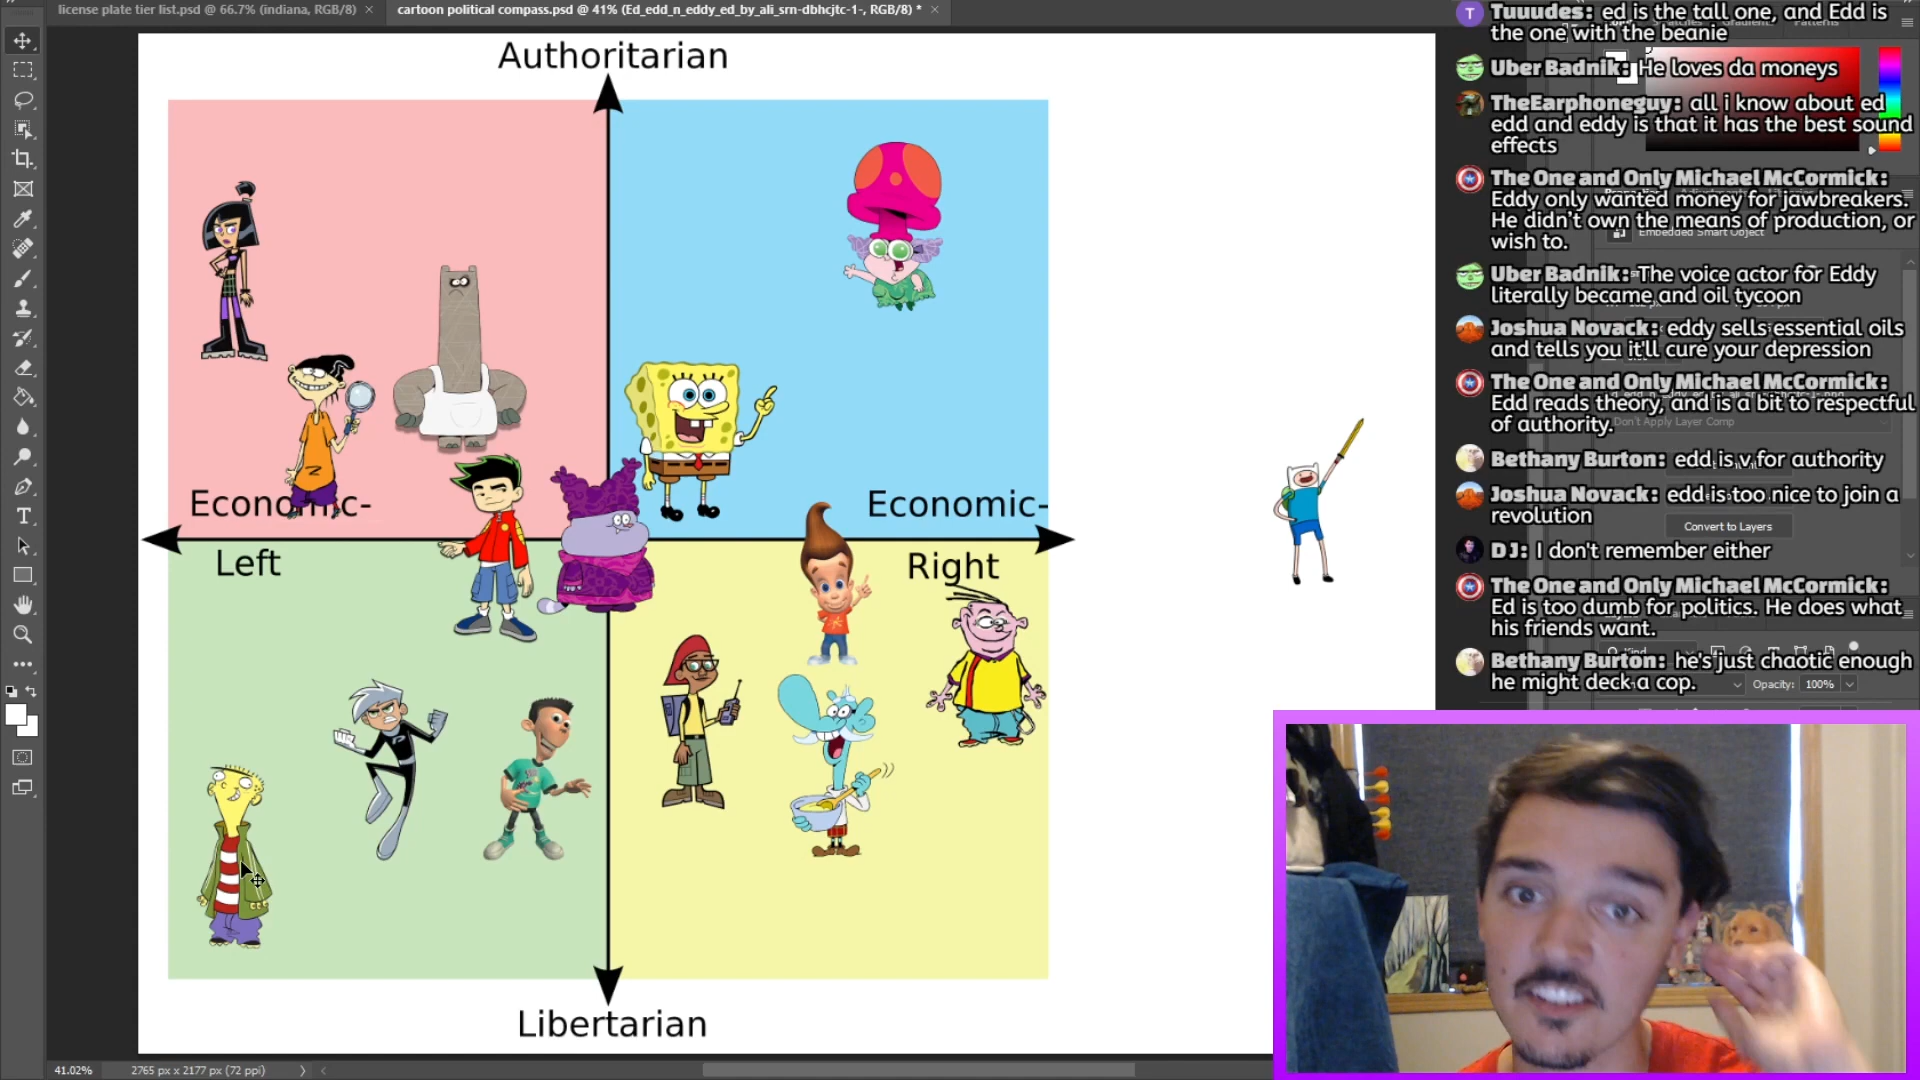 license plate tier list.psd @ 66.7% (indiana, RGB/8) ×
cartoon political compass.psd @ 41% (Ed_edd_n_eddy_ed_by_ali_srn-dbhcjtc-1-, RGB/8) * ×
Authoritarian
Economic-
Left
Economic-
Right
Libertarian
41.02%
2765 px x 2177 px (72 ppi)
T Tuuudes: ed is the tall one, and Edd is
the one with the beanie
Uber Badnik: He loves da moneys
TheEarphoneguy: all i know about ed
edd and eddy is that it has the best sound
effects
The One and Only Michael McCormick:
Eddy only wanted money for jawbreakers.
He didn't own the means of production, or
wish to.
Embedded Smart Object
Uber Badnik: The voice actor for Eddy
literally became and oil tycoon
Joshua Novack: eddy sells essential oils
and tells you it'll cure your depression
The One and Only Michael McCormick:
Edd reads theory, and is a bit to respectful
of authority.
Don't Apply Layer Comp
Bethany Burton: edd is v for authority
Joshua Novack: edd is too nice to join a
revolution
Convert to Layers
D J: I don't remember either
The One and Only Michael McCormick:
Ed is too dumb for politics. He does what
his friends want.
Bethany Burton: he's just chaotic enough
he might deck a cop.
Opacity: 100%